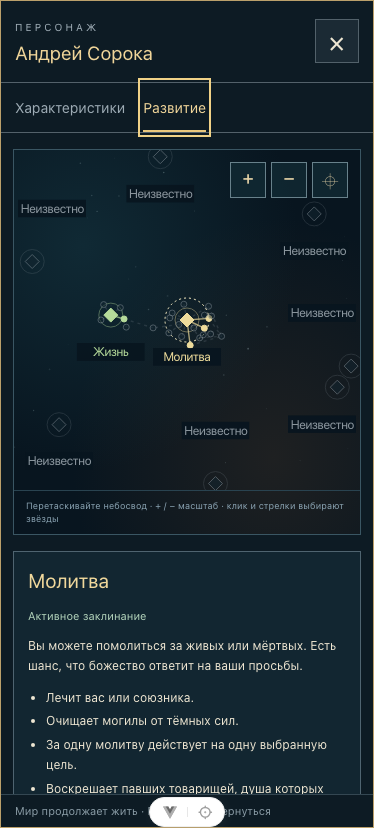 ПЕРСОНАЖ
Андрей Сорока
Характеристики
Развитие
Неизвестно
Неизвестно
Неизвестно
Неизвестно
Жизнь
Молитва
Неизвестно
Неизвестно
Неизвестно
Перетаскивайте небосвод · + / − масштаб · клик и стрелки выбирают
звёзды
Молитва
Активное заклинание
Вы можете помолиться за живых или мёртвых. Есть
шанс, что божество ответит на ваши просьбы.
• Лечит вас или союзника.
• Очищает могилы от тёмных сил.
• За одну молитву действует на одну выбранную
цель.
• Воскрешает павших товарищей, душа которых
Мир продолжает жить ·